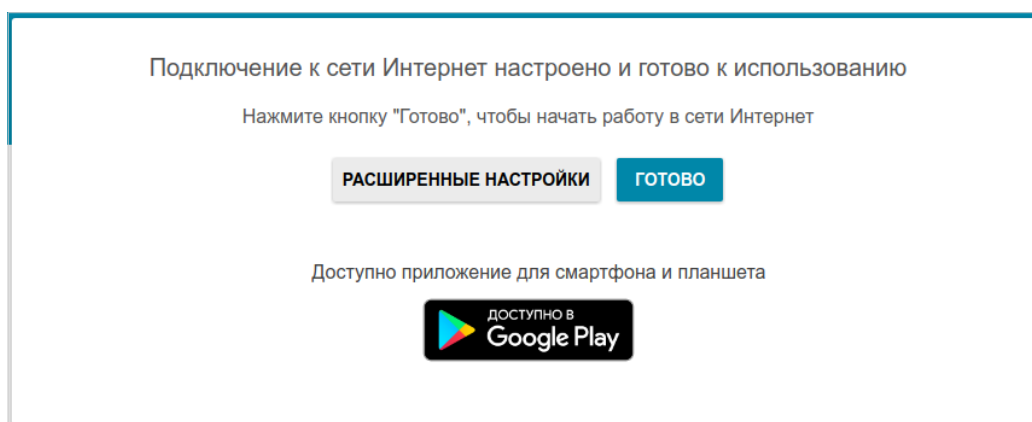 Подключение к сети Интернет настроено и готово к использованию
Нажмите кнопку "Готово", чтобы начать работу в сети Интернет
РАСШИРЕННЫЕ НАСТРОЙКИ
ГОТОВО
Доступно приложение для смартфона и планшета
ДОСТУПНО В
Google Play